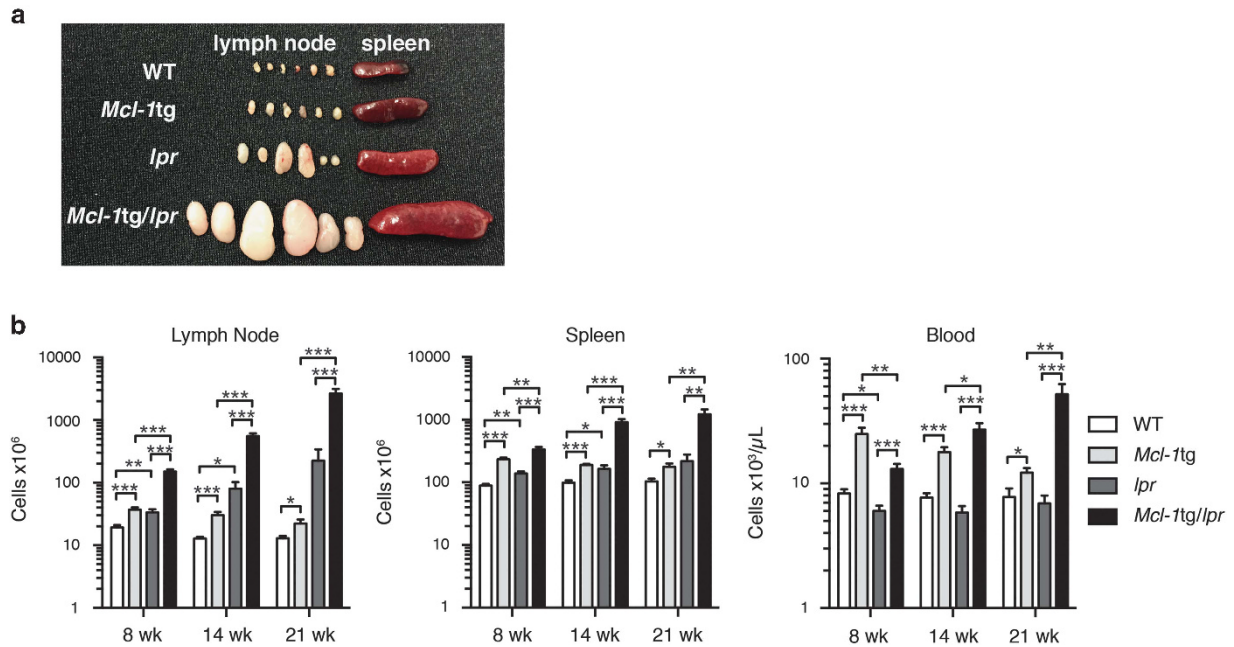 a
lymph node spleen
WT
Mcl-1tg
lpr
Mcl-1tg/lpr
b
Lymph Node
Cells x10⁶
10000
1000
100
10
1
*** *** *** ** *** ***
*** *** * ***
*** *** *
8 wk 14 wk 21 wk
Spleen
Cells x10⁶
10000
1000
100
10
1
** ** *** *** *** ** * *** *** ** ** *
8 wk 14 wk 21 wk
Blood
Cells x10³/µL
100
10
1
** * *** *** * *** *** ** *** *
8 wk 14 wk 21 wk
WT
Mcl-1tg
lpr
Mcl-1tg/lpr